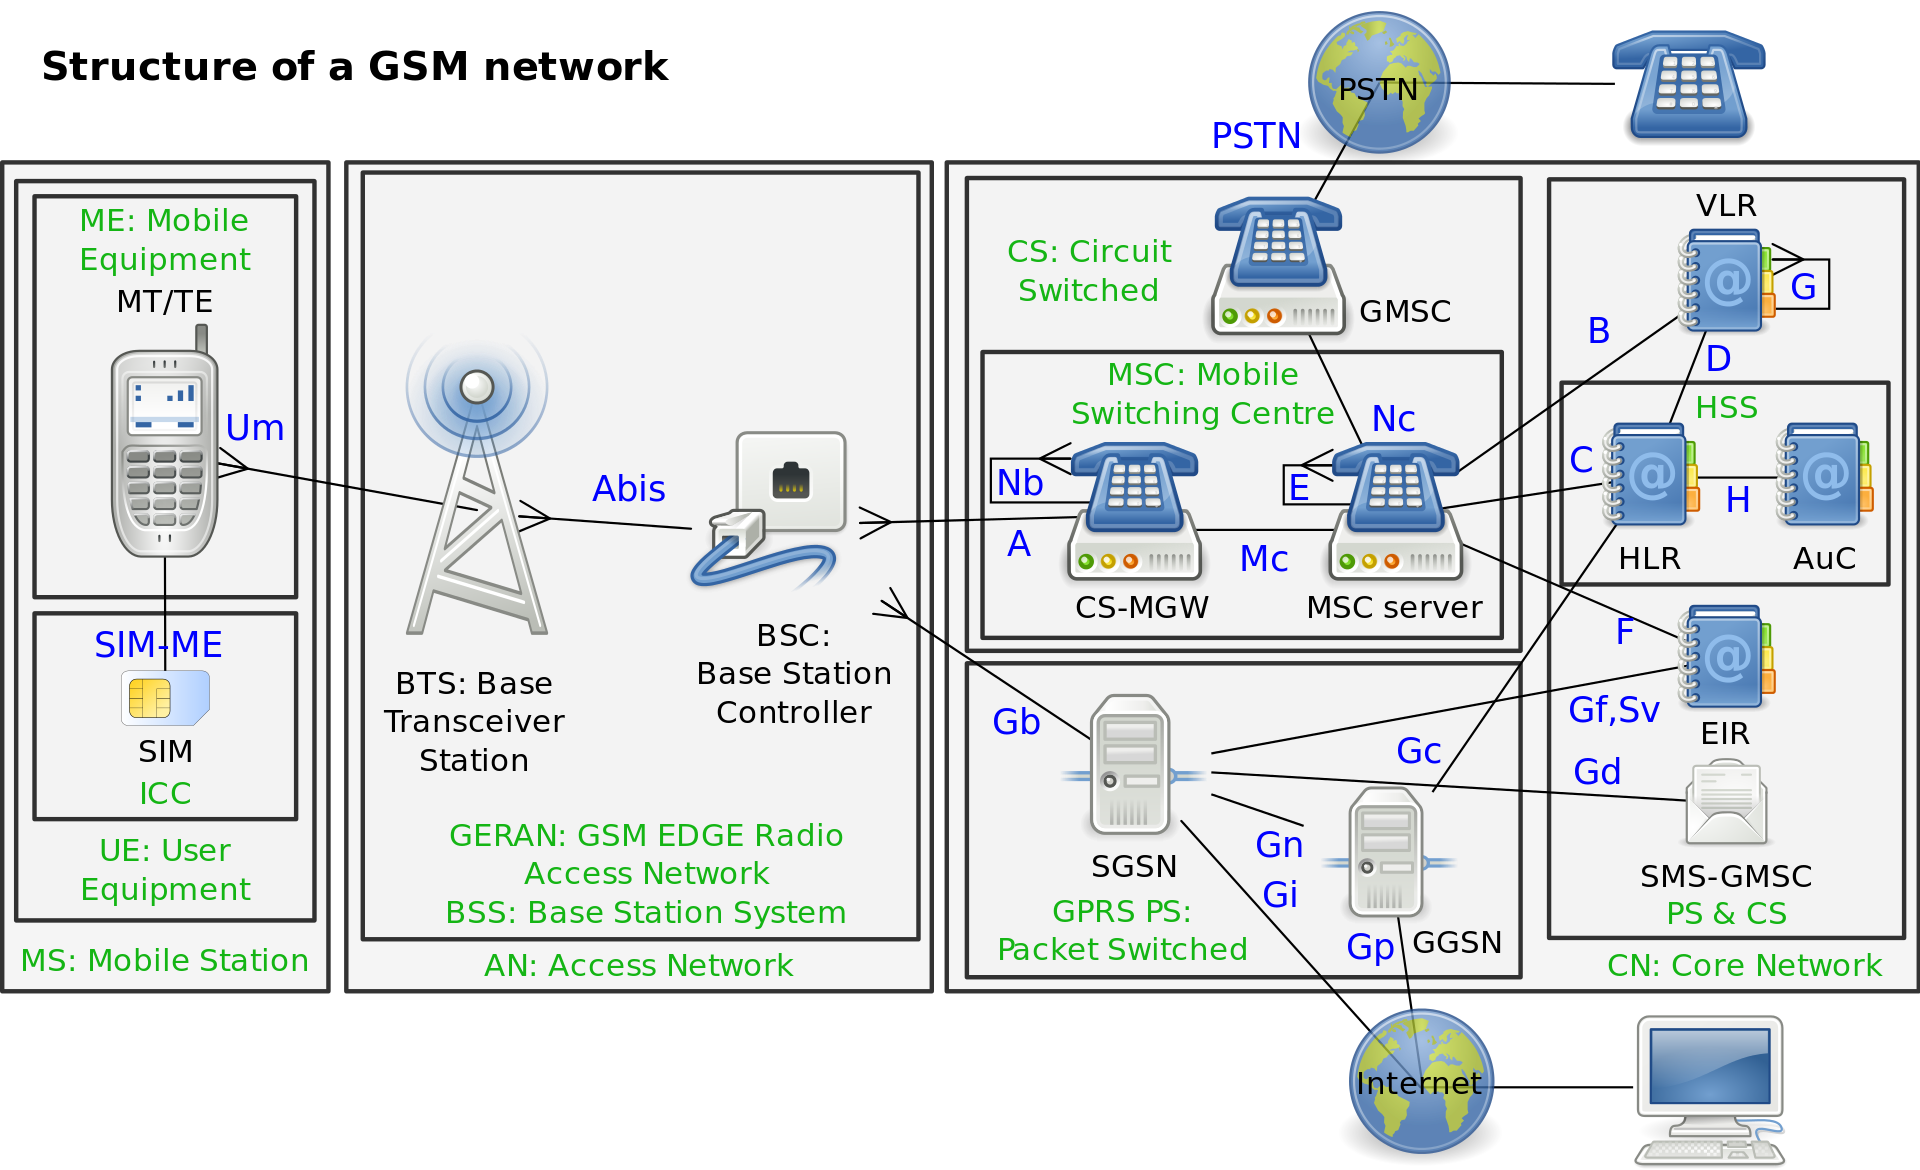 Structure of a GSM network
PSTN
PSTN
ME: Mobile
Equipment
MT/TE
Um
SIM-ME
SIM
ICC
UE: User
Equipment
MS: Mobile Station
Abis
BTS: Base
Transceiver
Station
BSC:
Base Station
Controller
GERAN: GSM EDGE Radio
Access Network
BSS: Base Station System
AN: Access Network
CS: Circuit
Switched
GMSC
MSC: Mobile
Switching Centre
Nc
Nb
E
A
Mc
CS-MGW
MSC server
Gb
SGSN
GPRS PS:
Packet Switched
Gc
Gn
Gi
Gp
GGSN
VLR
@
G
B
D
HSS
C
@
H
@
HLR
AuC
F
@
Gf,Sv
EIR
Gd
SMS-GMSC
PS & CS
CN: Core Network
Internet